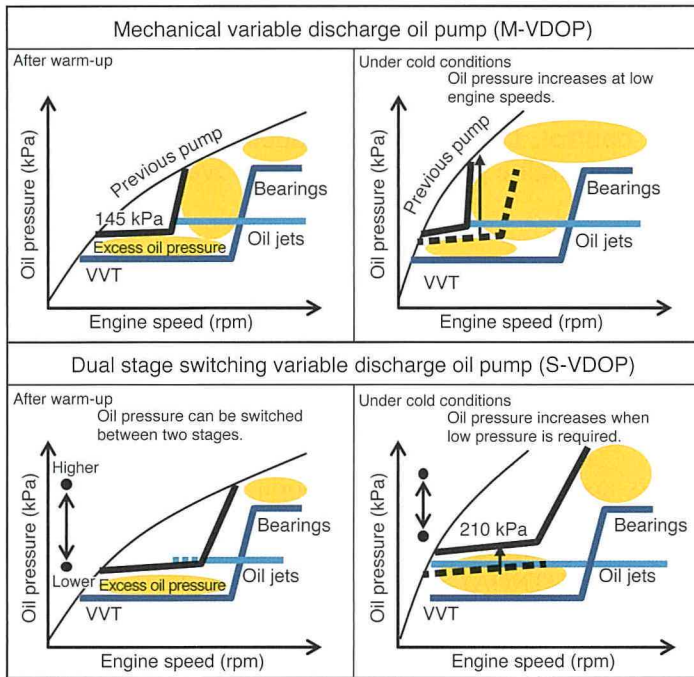 Mechanical variable discharge oil pump (M-VDOP)
After warm-up
Previous pump
145 kPa
Excess oil pressure
VVT
Bearings
Oil jets
Oil pressure (kPa)
Engine speed (rpm)
Under cold conditions
Oil pressure increases at low
engine speeds.
Previous pump
Bearings
Oil jets
VVT
Oil pressure (kPa)
Engine speed (rpm)
Dual stage switching variable discharge oil pump (S-VDOP)
After warm-up
Oil pressure can be switched
between two stages.
Higher
Lower
Excess oil pressure
VVT
Bearings
Oil jets
Oil pressure (kPa)
Engine speed (rpm)
Under cold conditions
Oil pressure increases when
low pressure is required.
210 kPa
Bearings
Oil jets
VVT
Oil pressure (kPa)
Engine speed (rpm)